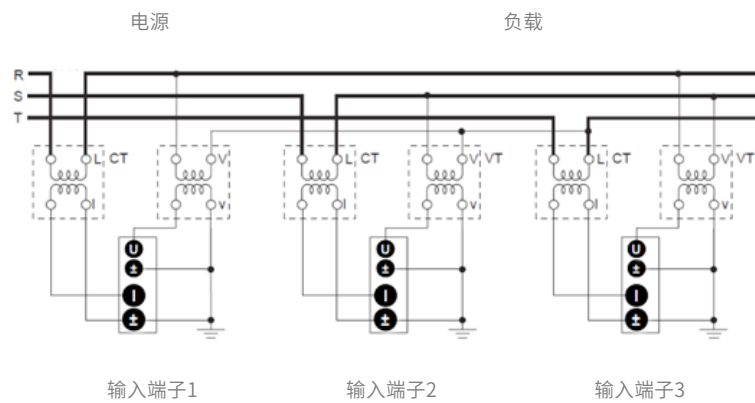 电源 负载
R
S
T
L CT V L CT V VT L CT V VT
l v l v l v
U U U
± ± ±
I I I
± ± ±
输入端子1 输入端子2 输入端子3